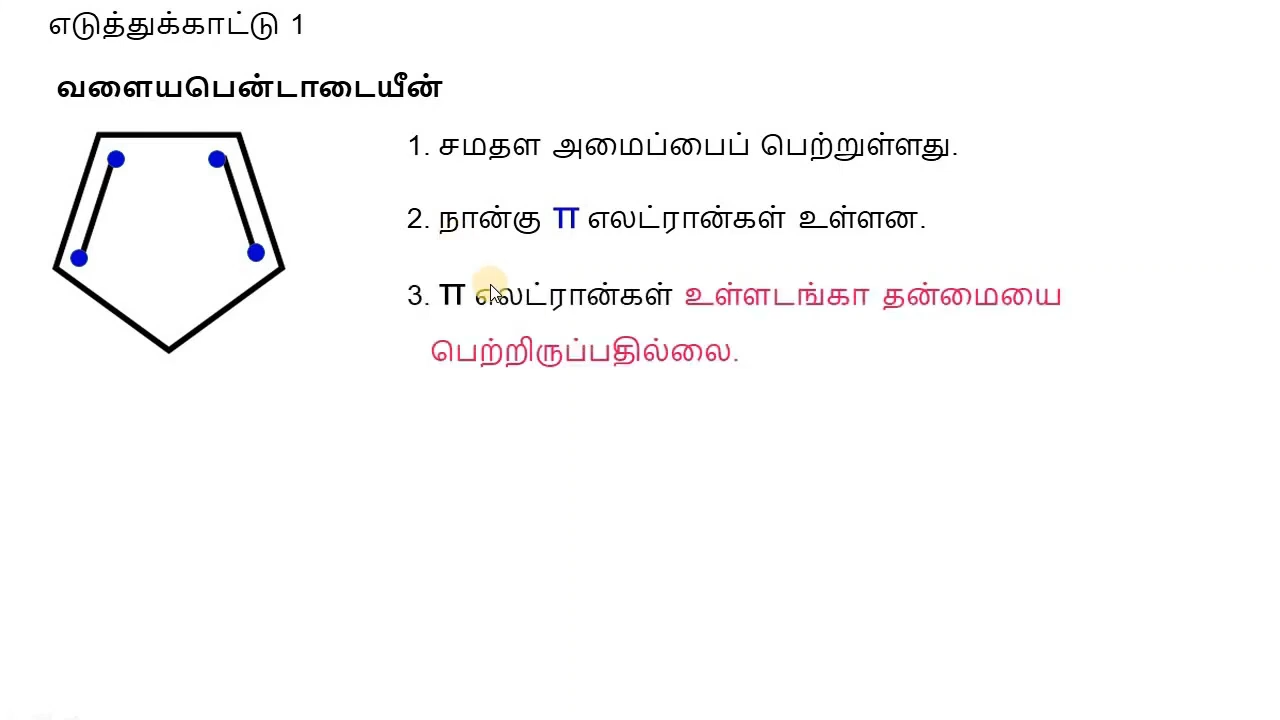 எடுத்துக்காட்டு 1
வளையபென்டாடையீன்
1. சமதள அமைப்பைப் பெற்றுள்ளது.
2. நான்கு π எலட்ரான்கள் உள்ளன.
3. π எலட்ரான்கள் உள்ளடங்கா தன்மையை
பெற்றிருப்பதில்லை.